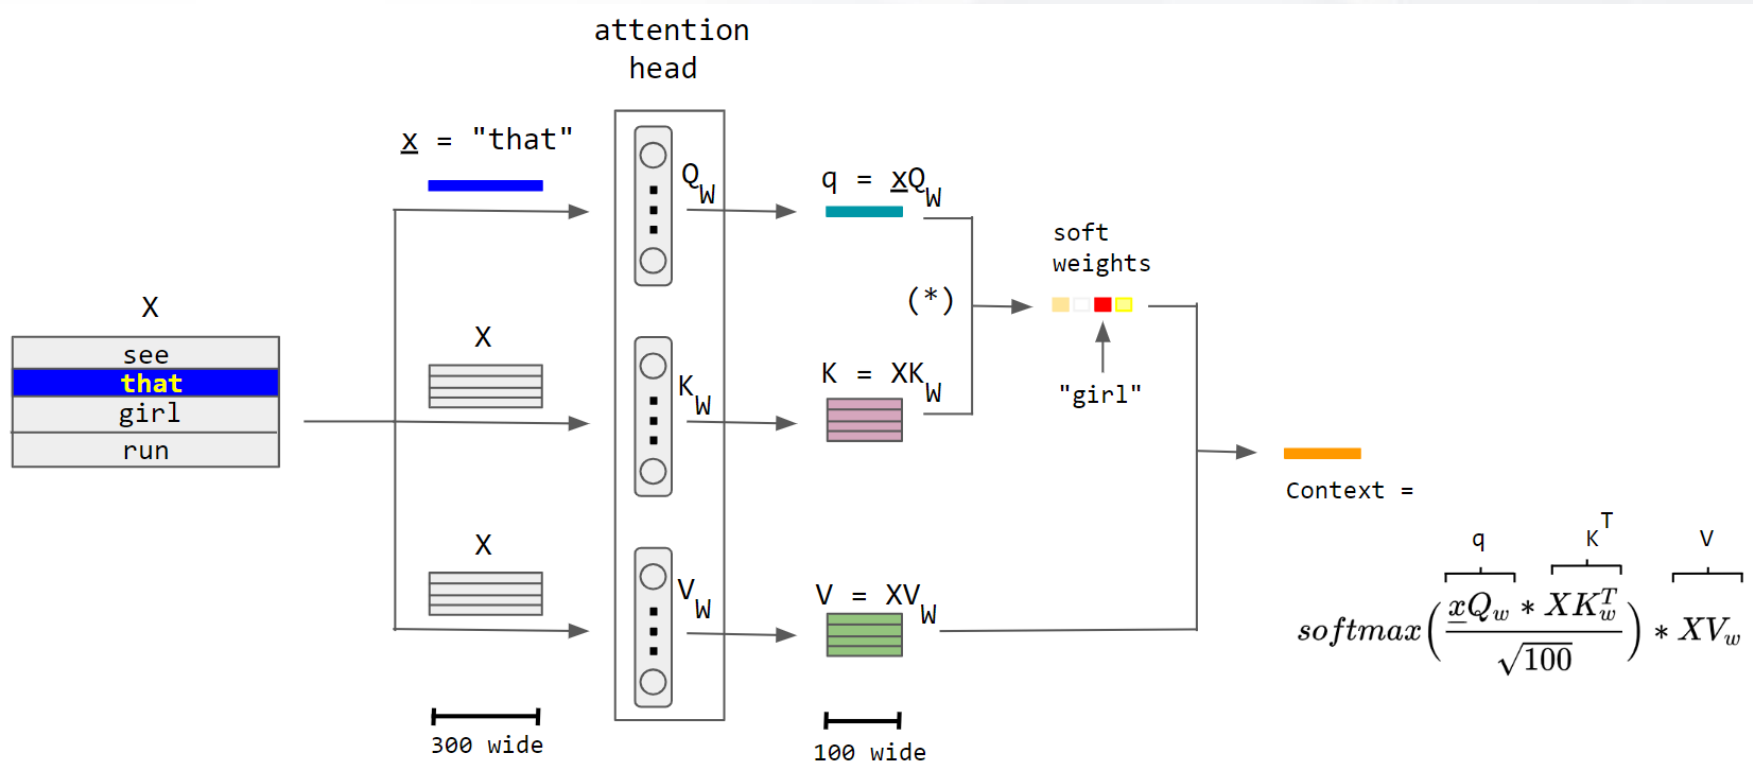 attention
head
x = "that"
Q_W
q = xQ_W
soft
weights
(*)
X
see
that
girl
run
X
K_W
K = XK_W
"girl"
Context =
q
K^T
V
softmax(xQ_w * XK_w^T / √100) * XV_w
X
V_W
V = XV_W
300 wide
100 wide